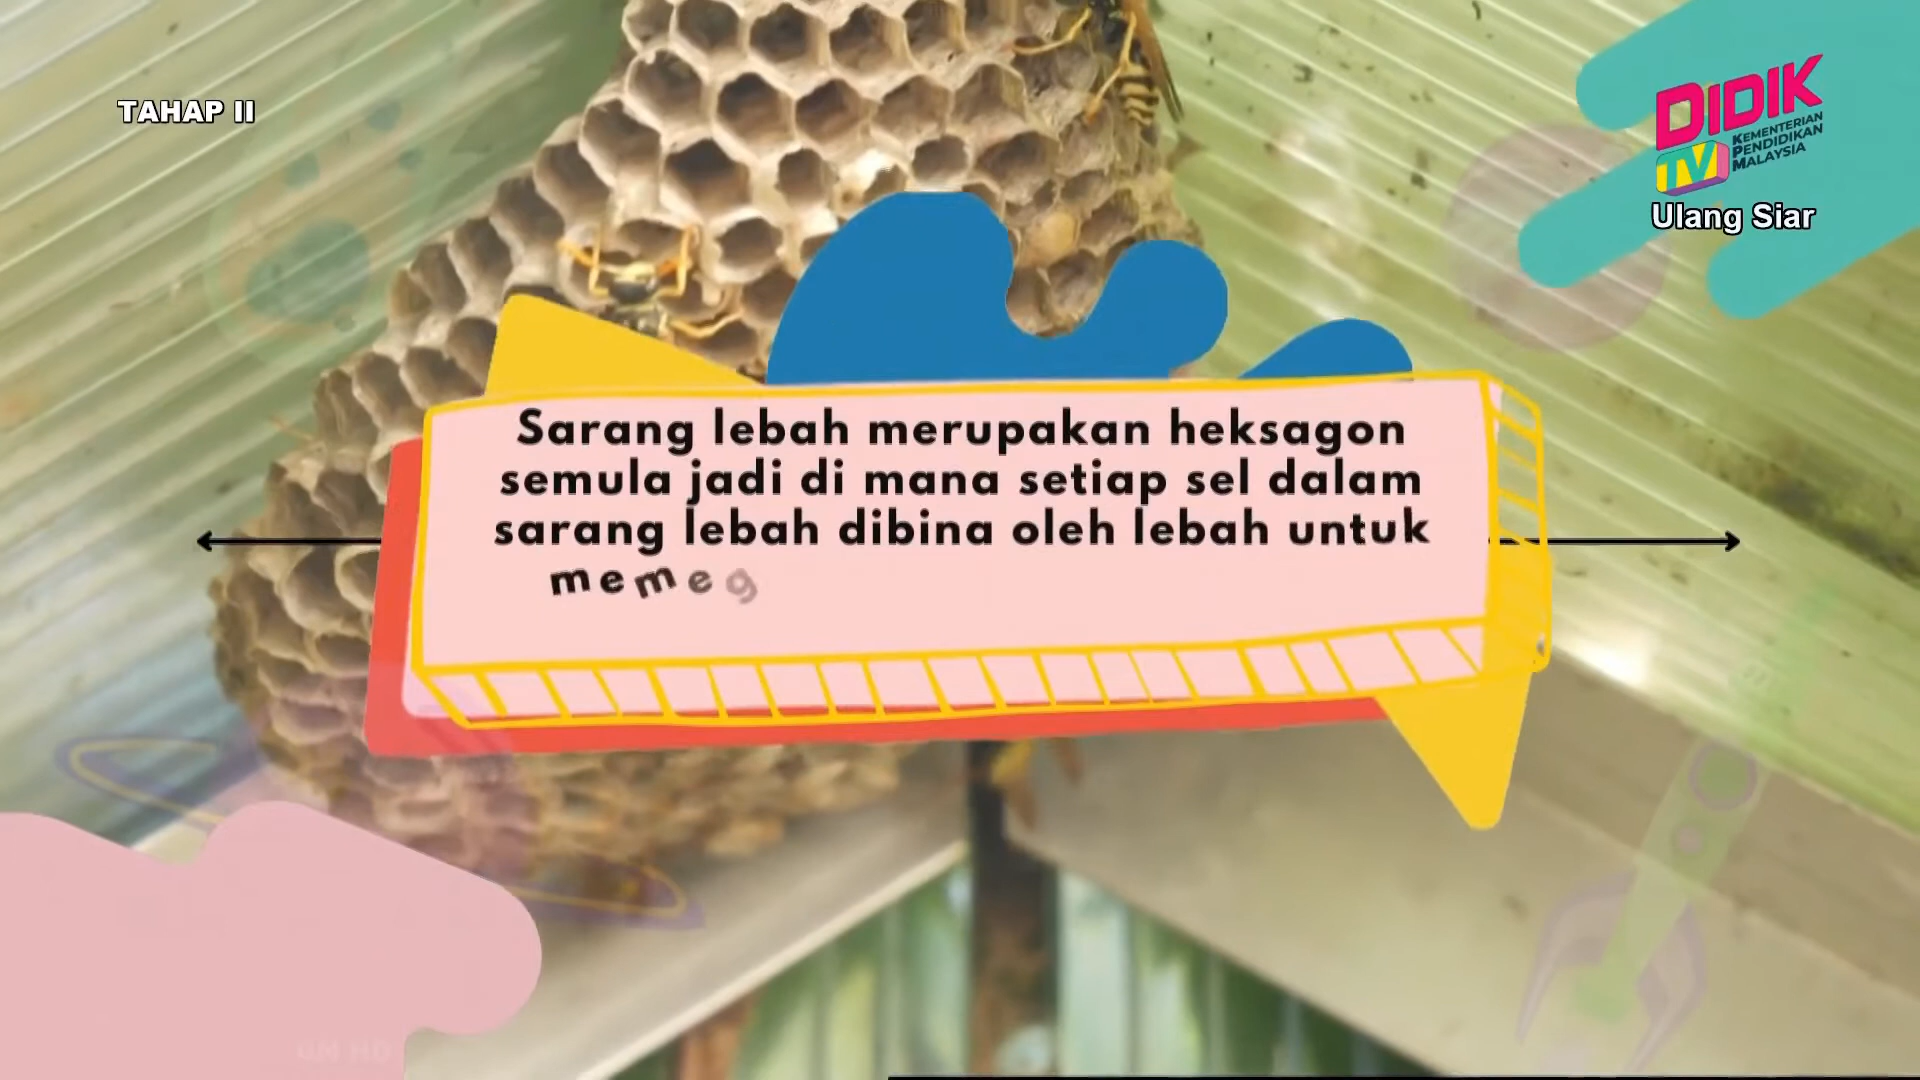 TAHAP II
DIDIK
TV
KEMENTERIAN
PENDIDIKAN
MALAYSIA
Ulang Siar
Sarang lebah merupakan heksagon
semula jadi di mana setiap sel dalam
sarang lebah dibina oleh lebah untuk
memeg